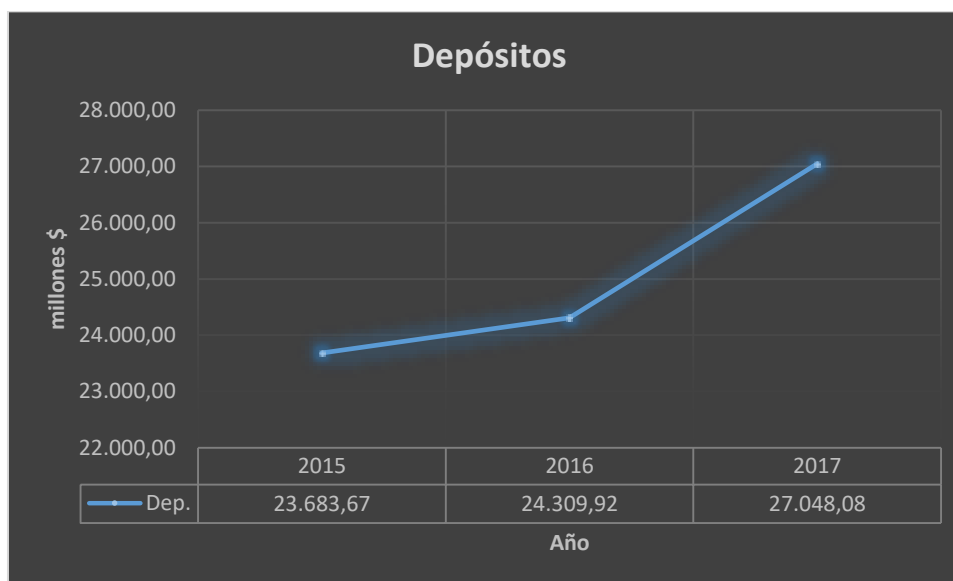 Depósitos
28.000,00
27.000,00
26.000,00
25.000,00
24.000,00
23.000,00
22.000,00
millones $
2015 2016 2017
Dep. 23.683,67 24.309,92 27.048,08
Año